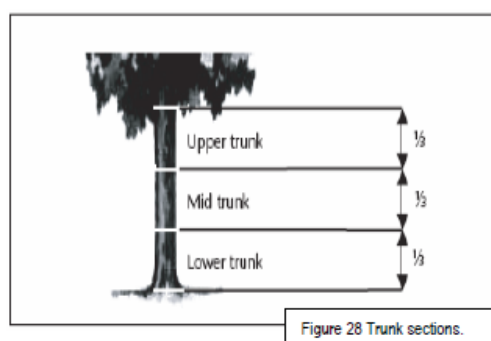 Upper trunk
⅓
Mid trunk
⅓
Lower trunk
⅓
Figure 28 Trunk sections.